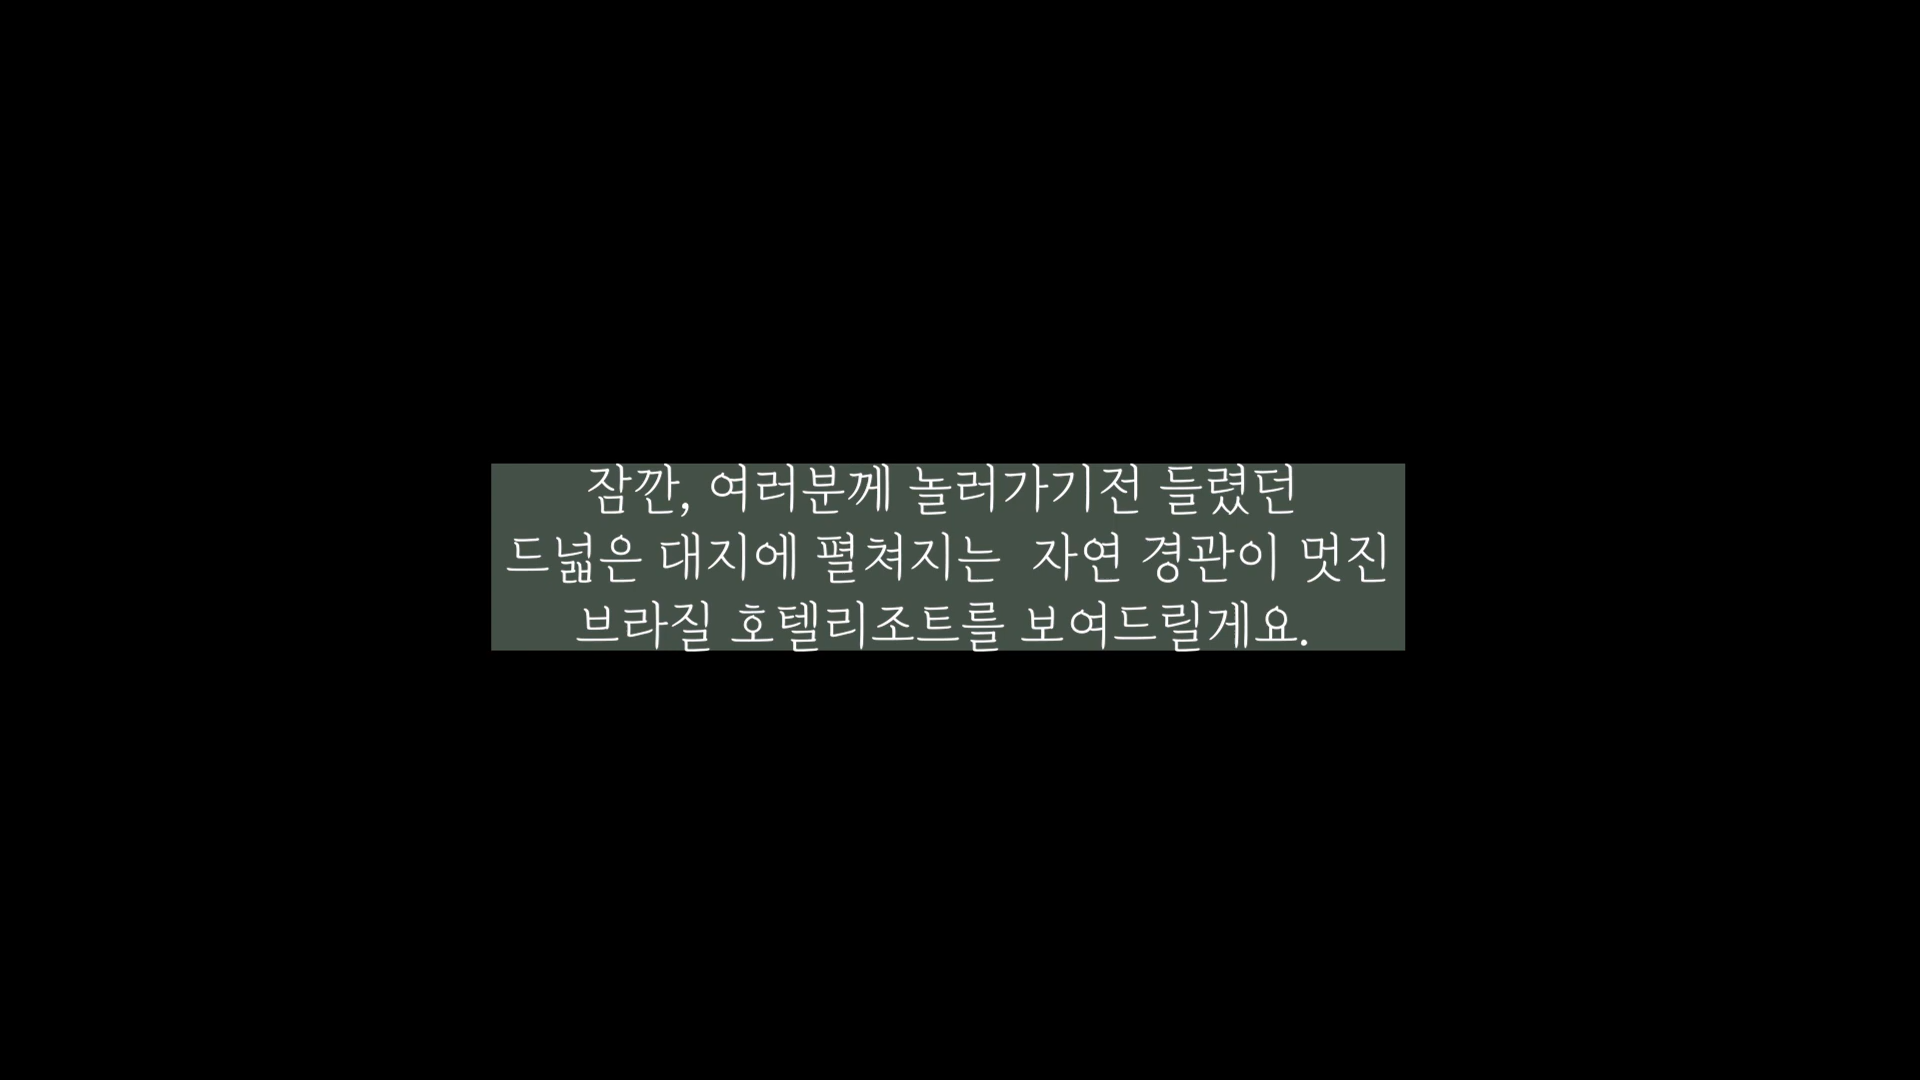 잠깐, 여러분께 놀러가기전 들렸던
드넓은 대지에 펼쳐지는  자연 경관이 멋진
브라질 호텔리조트를 보여드릴게요.